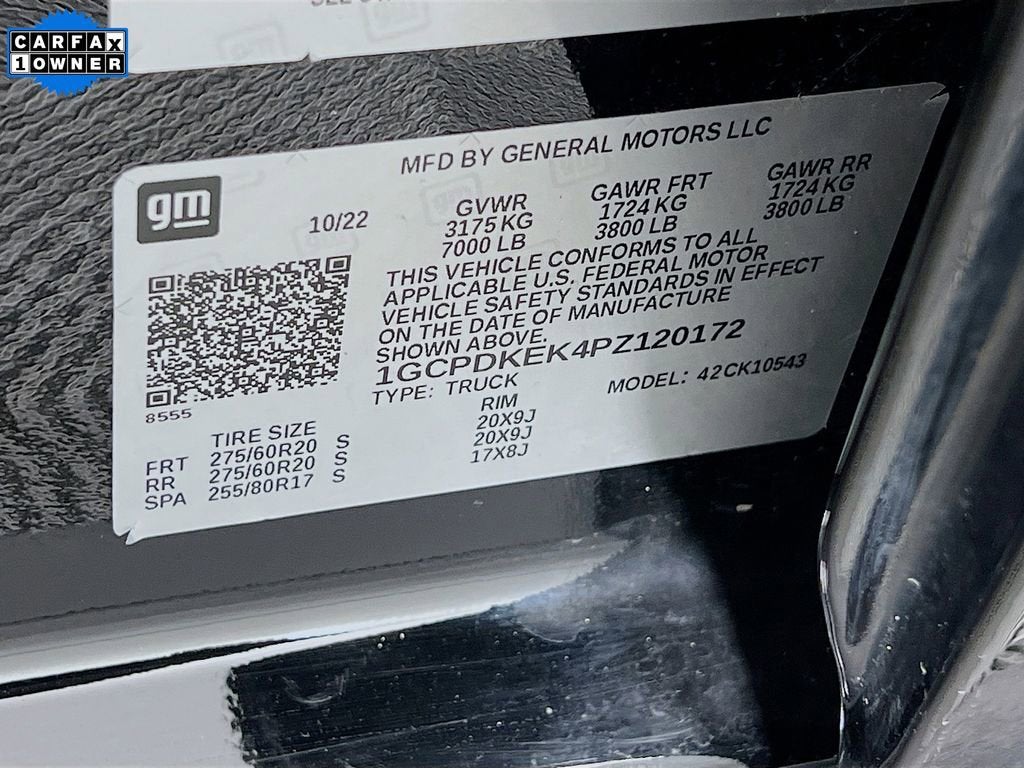 CARFAX
1 OWNER
MFD BY GENERAL MOTORS LLC
gm
10/22
GVWR
3175 KG
7000 LB
GAWR FRT
1724 KG
3800 LB
GAWR RR
1724 KG
3800 LB
THIS VEHICLE CONFORMS TO ALL
APPLICABLE U.S. FEDERAL MOTOR
VEHICLE SAFETY STANDARDS IN EFFECT
ON THE DATE OF MANUFACTURE
SHOWN ABOVE.
1GCPDKEK4PZ120172
TYPE: TRUCK
MODEL: 42CK10543
8555
TIRE SIZE RIM
FRT 275/60R20 S 20X9J
RR 275/60R20 S 20X9J
SPA 255/80R17 S 17X8J